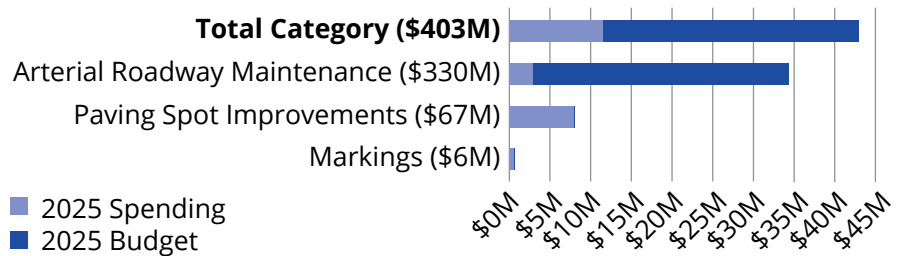 Total Category ($403M)
Arterial Roadway Maintenance ($330M)
Paving Spot Improvements ($67M)
Markings ($6M)
$0M
$5M
$10M
$15M
$20M
$25M
$30M
$35M
$40M
$45M
2025 Spending
2025 Budget